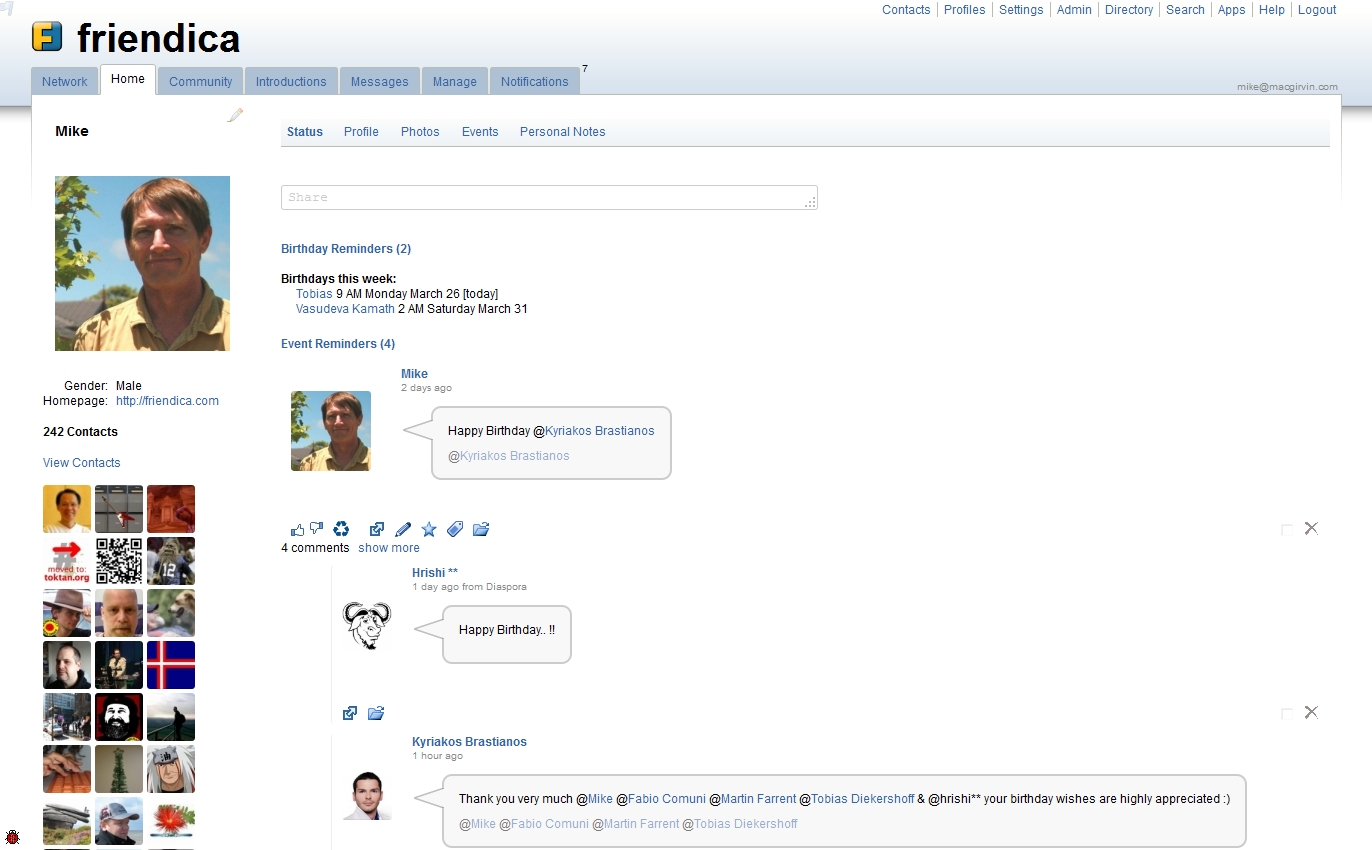 Contacts Profiles Settings Admin Directory Search Apps Help Logout
friendica
Network Home Community Introductions Messages Manage Notifications 7
mike@macgirvin.com
Mike
Status Profile Photos Events Personal Notes
Share
Birthday Reminders (2)
Birthdays this week:
Tobias 9 AM Monday March 26 [today]
Vasudeva Kamath 2 AM Saturday March 31
Event Reminders (4)
Mike
2 days ago
Happy Birthday @Kyriakos Brastianos
@Kyriakos Brastianos
Gender: Male
Homepage: http://friendica.com
242 Contacts
View Contacts
moved to:
toktan.org
12
油
4 comments show more
Hrishi **
1 day ago from Diaspora
Happy Birthday.. !!
Kyriakos Brastianos
1 hour ago
Thank you very much @Mike @Fabio Comuni @Martin Farrent @Tobias Diekershoff & @hrishi** your birthday wishes are highly appreciated :)
@Mike @Fabio Comuni @Martin Farrent @Tobias Diekershoff